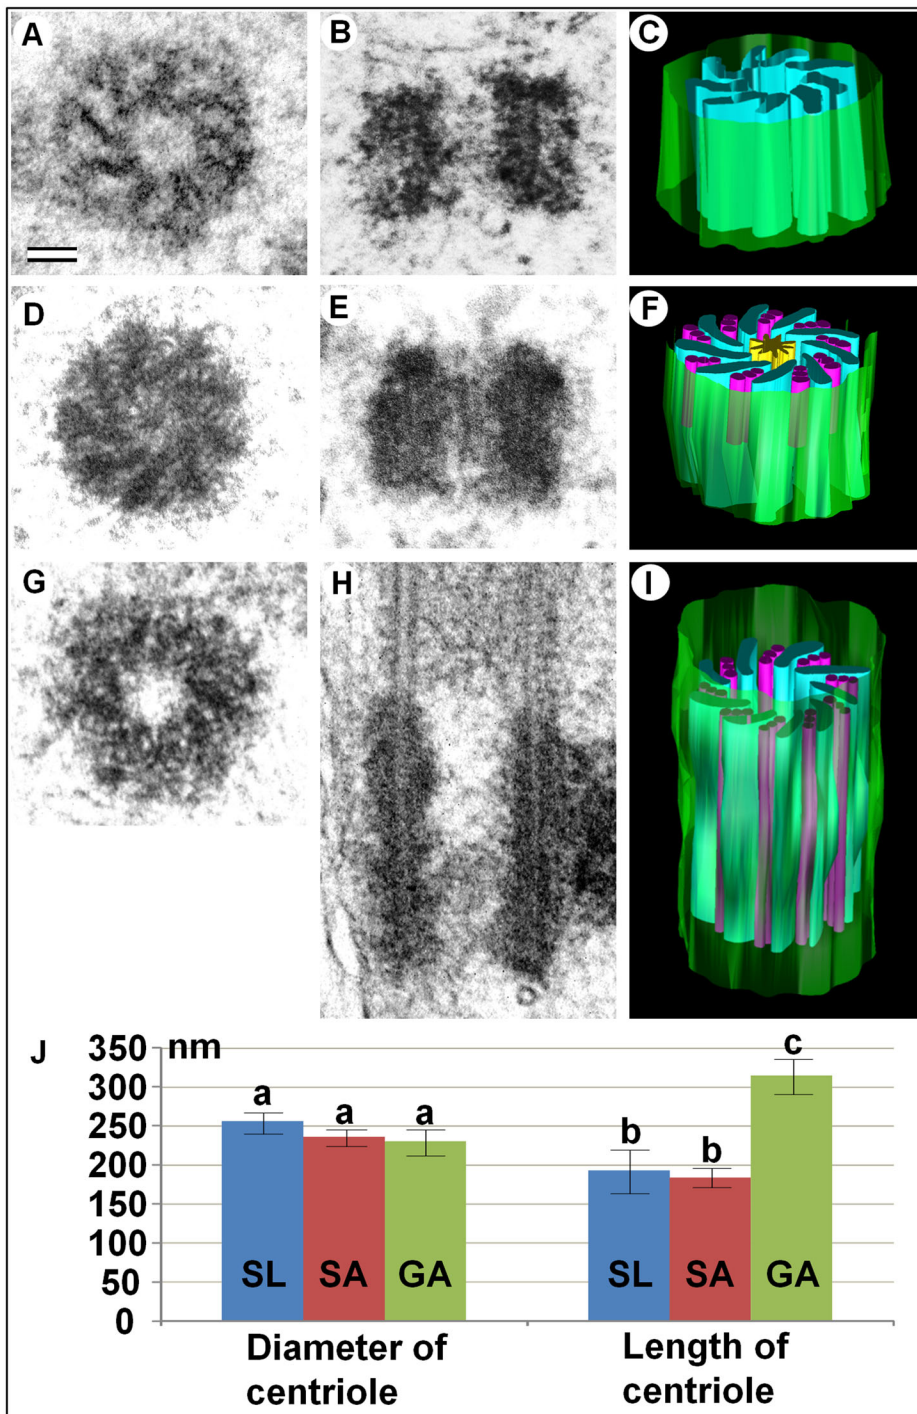 A
B
C
D
E
F
G
H
I
J
350 nm
300
250
200
150
100
50
0
a
a
a
b
b
c
SL
SA
GA
SL
SA
GA
Diameter of
centriole
Length of
centriole